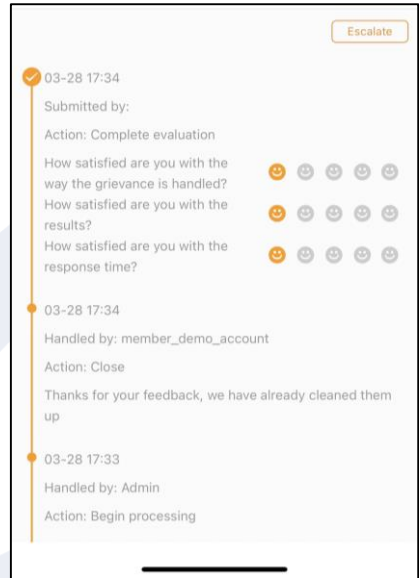 Escalate
03-28 17:34
Submitted by:
Action: Complete evaluation
How satisfied are you with the
way the grievance is handled?
How satisfied are you with the
results?
How satisfied are you with the
response time?
03-28 17:34
Handled by: member_demo_account
Action: Close
Thanks for your feedback, we have already cleaned them
up
03-28 17:33
Handled by: Admin
Action: Begin processing